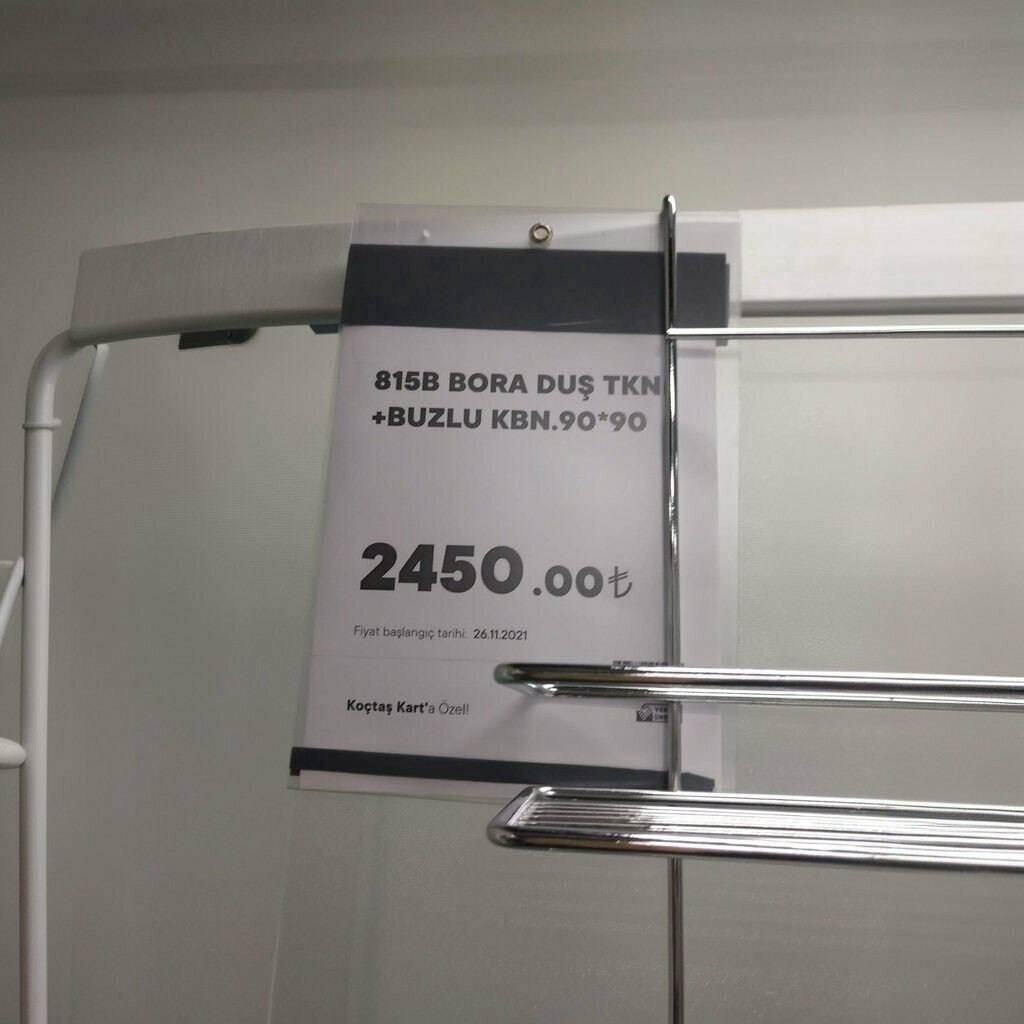 815B BORA DUŞ TKN
+BUZLU KBN.90*90
2450.00₺
Fiyat başlangıç tarihi: 26.11.2021
Koçtaş Kart'a Özel!